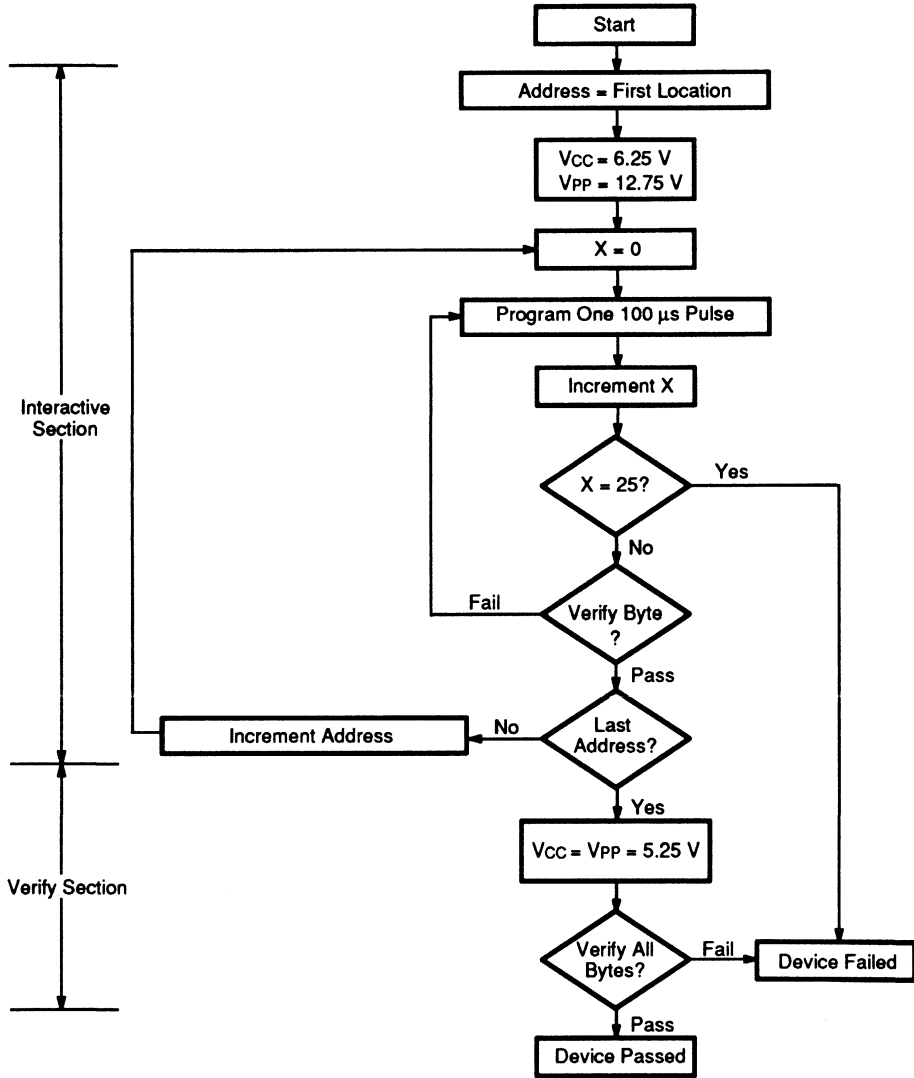 Start
Address = First Location
VCC = 6.25 V
VPP = 12.75 V
X = 0
Program One 100 µs Pulse
Increment X
Interactive
Section
X = 25?
Yes
No
Fail
Verify Byte
?
Pass
Increment Address
No
Last
Address?
Yes
VCC = VPP = 5.25 V
Verify Section
Verify All
Bytes?
Fail
Device Failed
Pass
Device Passed